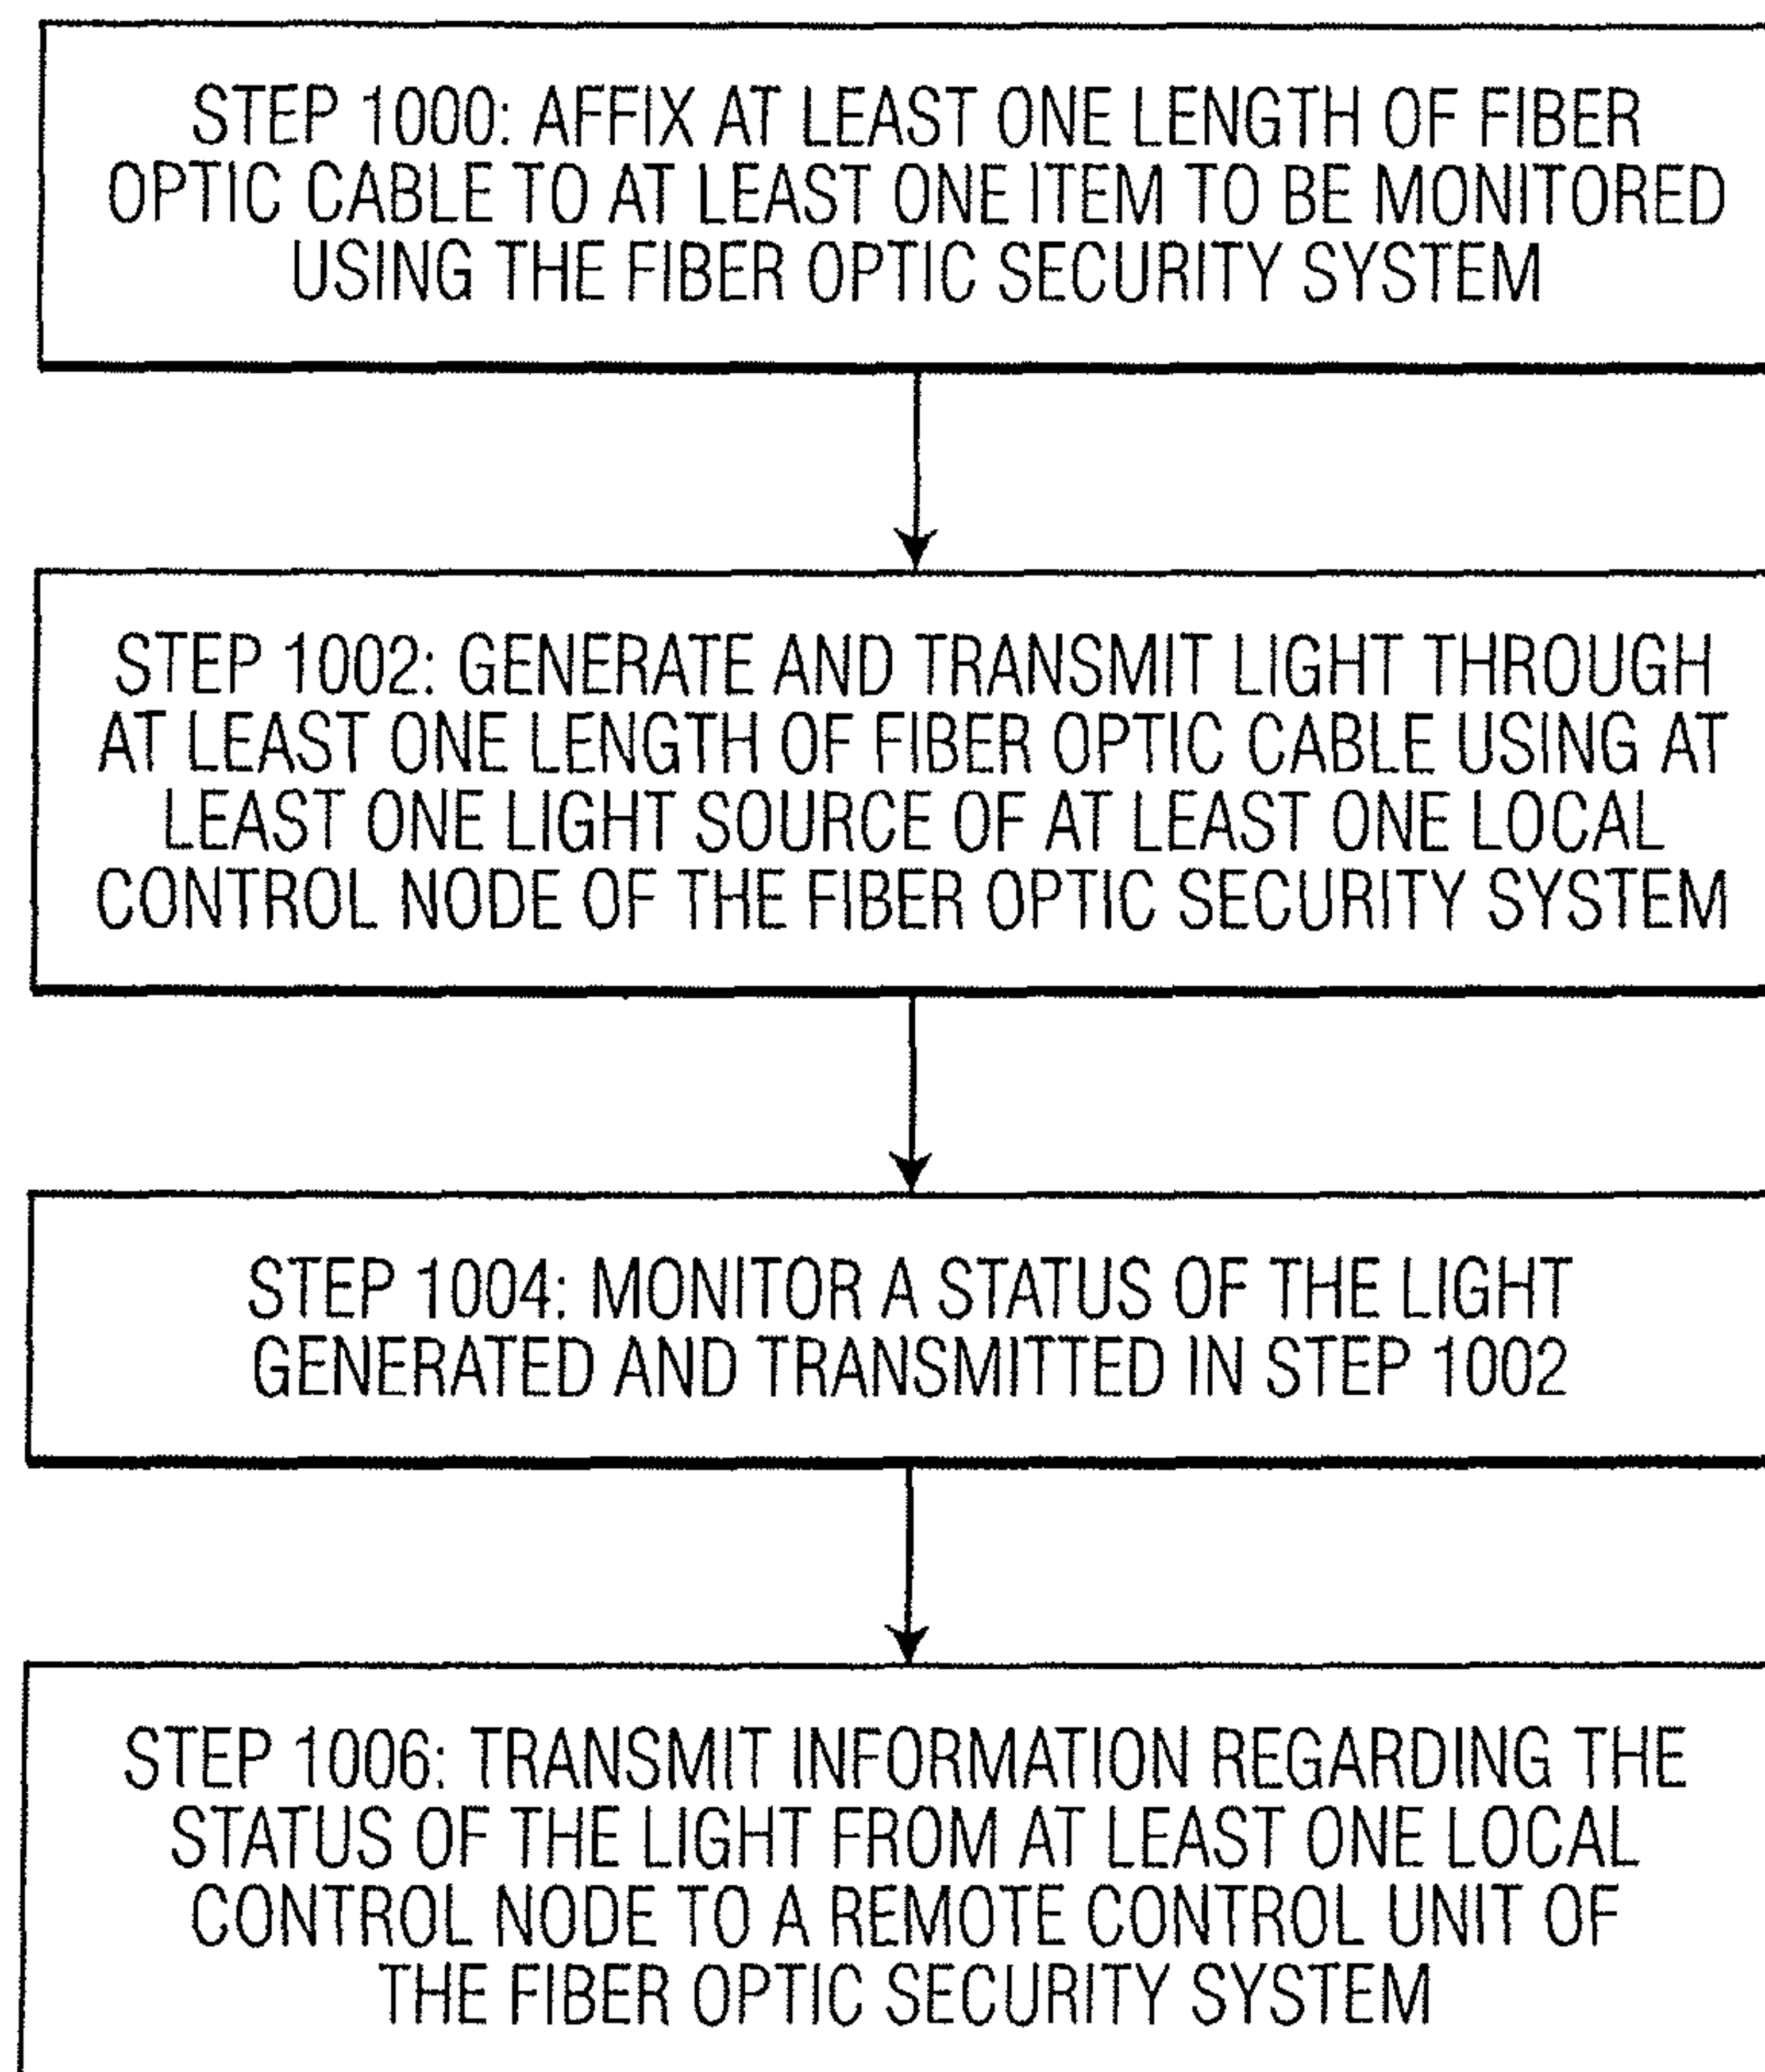 STEP 1000: AFFIX AT LEAST ONE LENGTH OF FIBER
OPTIC CABLE TO AT LEAST ONE ITEM TO BE MONITORED
USING THE FIBER OPTIC SECURITY SYSTEM
STEP 1002: GENERATE AND TRANSMIT LIGHT THROUGH
AT LEAST ONE LENGTH OF FIBER OPTIC CABLE USING AT
LEAST ONE LIGHT SOURCE OF AT LEAST ONE LOCAL
CONTROL NODE OF THE FIBER OPTIC SECURITY SYSTEM
STEP 1004: MONITOR A STATUS OF THE LIGHT
GENERATED AND TRANSMITTED IN STEP 1002
STEP 1006: TRANSMIT INFORMATION REGARDING THE
STATUS OF THE LIGHT FROM AT LEAST ONE LOCAL
CONTROL NODE TO A REMOTE CONTROL UNIT OF
THE FIBER OPTIC SECURITY SYSTEM